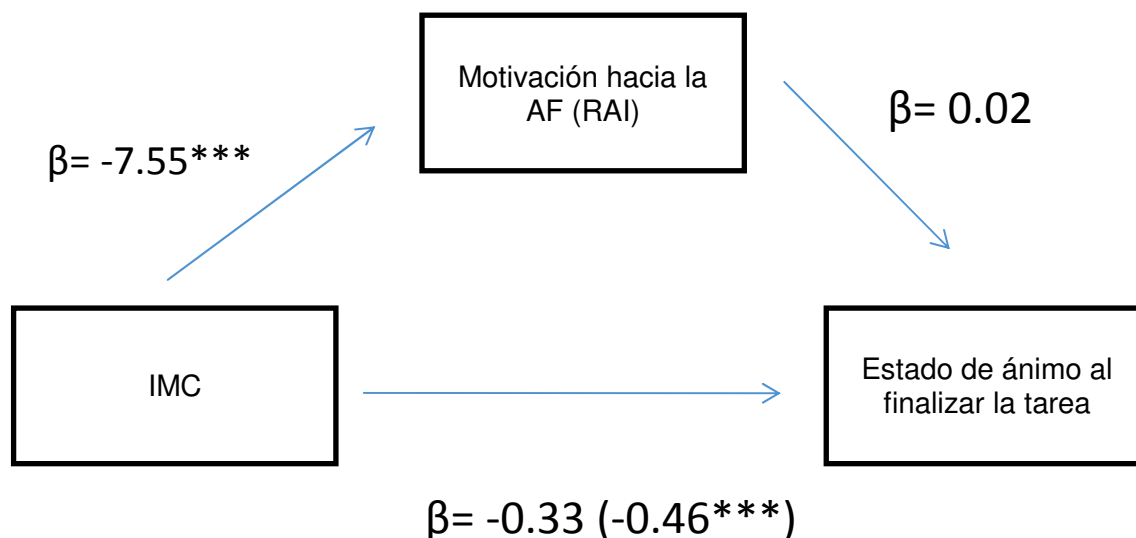 Motivación hacia la
AF (RAI)
β= 0.02
β= -7.55***
IMC
Estado de ánimo al
finalizar la tarea
β= -0.33 (-0.46***)